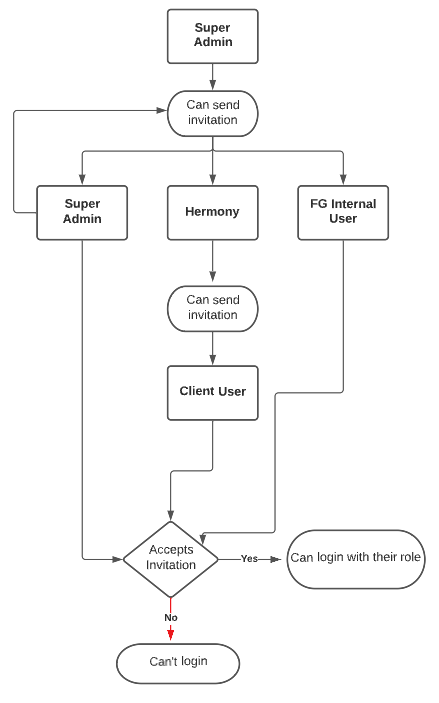 Super
Admin
Can send
invitation
Super
Admin
Hermony
FG Internal
User
Can send
invitation
Client User
Accepts
Invitation
Yes
Can login with their role
No
Can't login